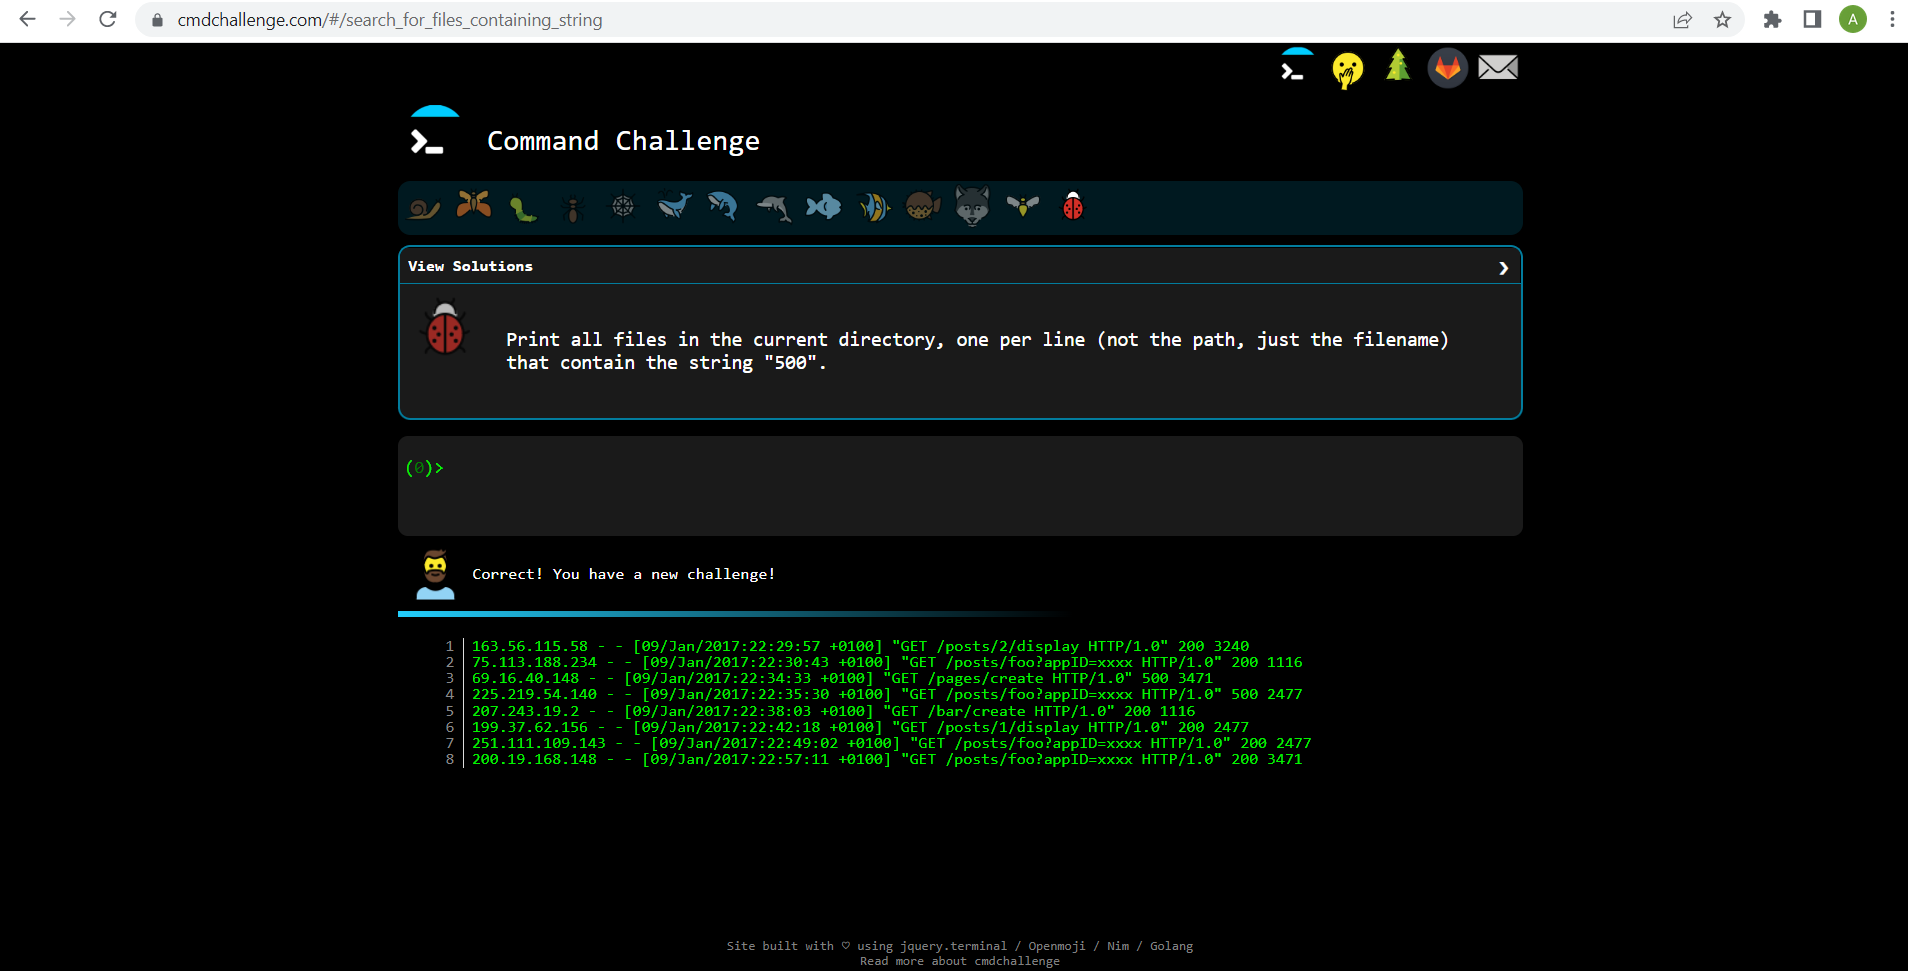 cmdchallenge.com/#/search_for_files_containing_string
A
Command Challenge
View Solutions
Print all files in the current directory, one per line (not the path, just the filename)
that contain the string "500".
(0)>
Correct! You have a new challenge!
1 163.56.115.58 - - [09/Jan/2017:22:29:57 +0100] "GET /posts/2/display HTTP/1.0" 200 3240
2 75.113.188.234 - - [09/Jan/2017:22:30:43 +0100] "GET /posts/foo?appID=xxxx HTTP/1.0" 200 1116
3 69.16.40.148 - - [09/Jan/2017:22:34:33 +0100] "GET /pages/create HTTP/1.0" 500 3471
4 225.219.54.140 - - [09/Jan/2017:22:35:30 +0100] "GET /posts/foo?appID=xxxx HTTP/1.0" 500 2477
5 207.243.19.2 - - [09/Jan/2017:22:38:03 +0100] "GET /bar/create HTTP/1.0" 200 1116
6 199.37.62.156 - - [09/Jan/2017:22:42:18 +0100] "GET /posts/1/display HTTP/1.0" 200 2477
7 251.111.109.143 - - [09/Jan/2017:22:49:02 +0100] "GET /posts/foo?appID=xxxx HTTP/1.0" 200 2477
8 200.19.168.148 - - [09/Jan/2017:22:57:11 +0100] "GET /posts/foo?appID=xxxx HTTP/1.0" 200 3471
Site built with ♡ using jquery.terminal / Openmoji / Nim / Golang
Read more about cmdchallenge